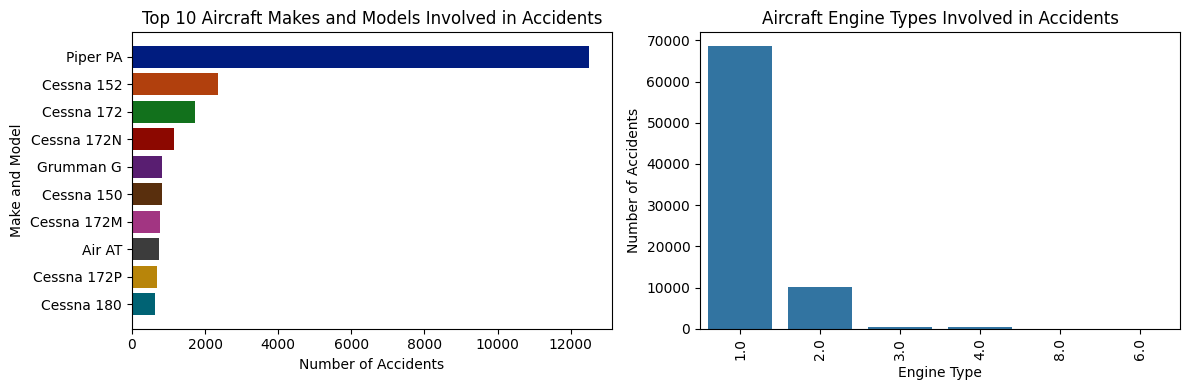 Top 10 Aircraft Makes and Models Involved in Accidents
Make and Model
Piper PA
Cessna 152
Cessna 172
Cessna 172N
Grumman G
Cessna 150
Cessna 172M
Air AT
Cessna 172P
Cessna 180
0 2000 4000 6000 8000 10000 12000
Number of Accidents
Aircraft Engine Types Involved in Accidents
Number of Accidents
70000
60000
50000
40000
30000
20000
10000
0
1.0 2.0 3.0 4.0 8.0 6.0
Engine Type